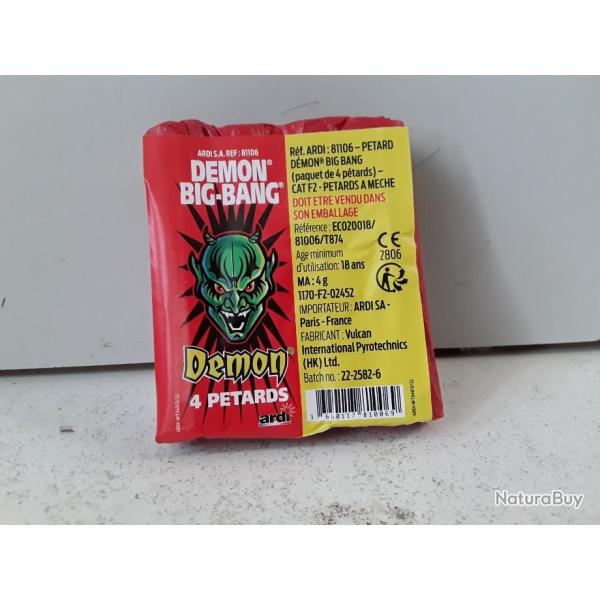 ARDI S.A. REF : 81106
DEMON®
BIG-BANG®
Demon®
4 PETARDS
ardi
Réf. ARDI : 81106 – PETARD
DÉMON® BIG BANG
(paquet de 4 pétards) –
CAT F2 - PETARDS A MECHE
DOIT ETRE VENDU DANS
SON EMBALLAGE
Référence : EC020018/
81006/T874
CE
2806
Age minimum
d'utilisation: 18 ans
MA : 4 g
1170-F2-02452
IMPORTATEUR : ARDI SA -
Paris - France
FABRICANT : Vulcan
International Pyrotechnics
(HK) Ltd.
Batch no. : 22-2582-6
3 660117 810069
NaturaBuy